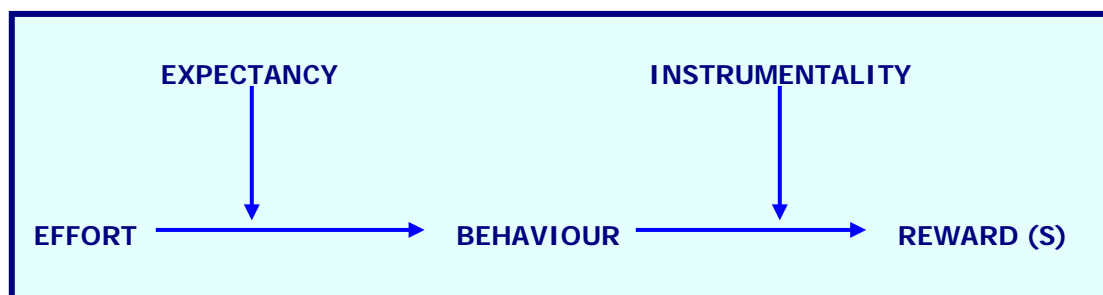 EXPECTANCY INSTRUMENTALITY
EFFORT BEHAVIOUR REWARD (S)